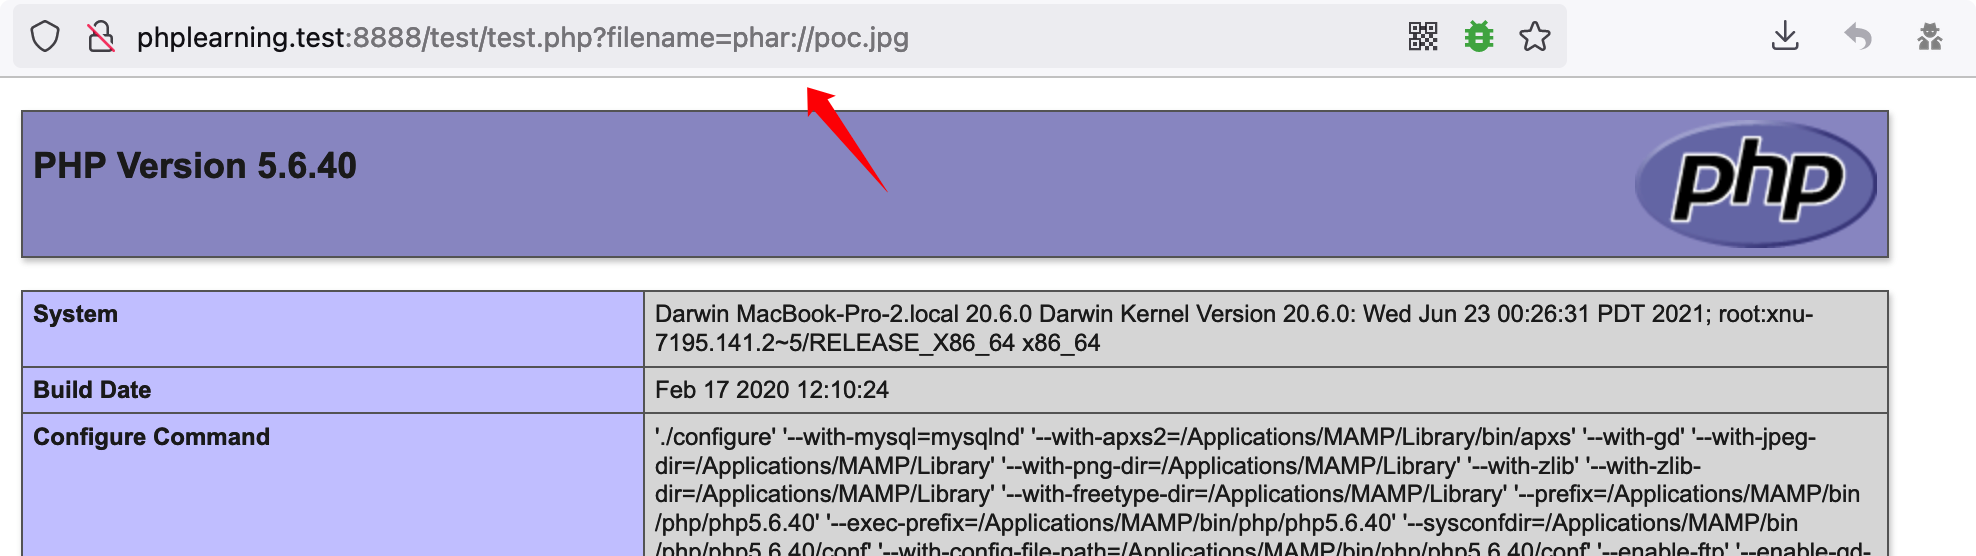 phplearning.test:8888/test/test.php?filename=phar://poc.jpg
PHP Version 5.6.40
php
System
Darwin MacBook-Pro-2.local 20.6.0 Darwin Kernel Version 20.6.0: Wed Jun 23 00:26:31 PDT 2021; root:xnu-
7195.141.2~5/RELEASE_X86_64 x86_64
Build Date
Feb 17 2020 12:10:24
Configure Command
'./configure' '--with-mysql=mysqlnd' '--with-apxs2=/Applications/MAMP/Library/bin/apxs' '--with-gd' '--with-jpeg-
dir=/Applications/MAMP/Library' '--with-png-dir=/Applications/MAMP/Library' '--with-zlib' '--with-zlib-
dir=/Applications/MAMP/Library' '--with-freetype-dir=/Applications/MAMP/Library' '--prefix=/Applications/MAMP/bin
/php/php5.6.40' '--exec-prefix=/Applications/MAMP/bin/php/php5.6.40' '--sysconfdir=/Applications/MAMP/bin
/php/php5.6.40/conf' '--with-config-file-path=/Applications/MAMP/bin/php/php5.6.40/conf' '--enable-ftp' '--enable-gd-